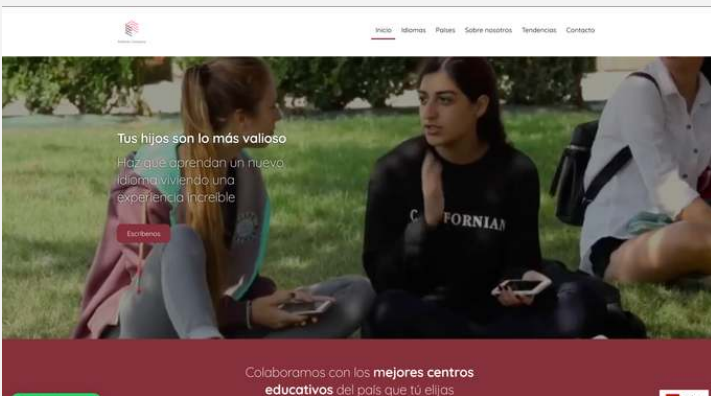 Inicio Idiomas Países Sobre nosotros Tendencias Contacto
Tus hijos son lo más valioso
Haz que aprendan un nuevo
idioma viviendo una
experiencia increíble
Escríbenos
CALIFORNIAN
Colaboramos con los mejores centros
educativos del país que tú elijas